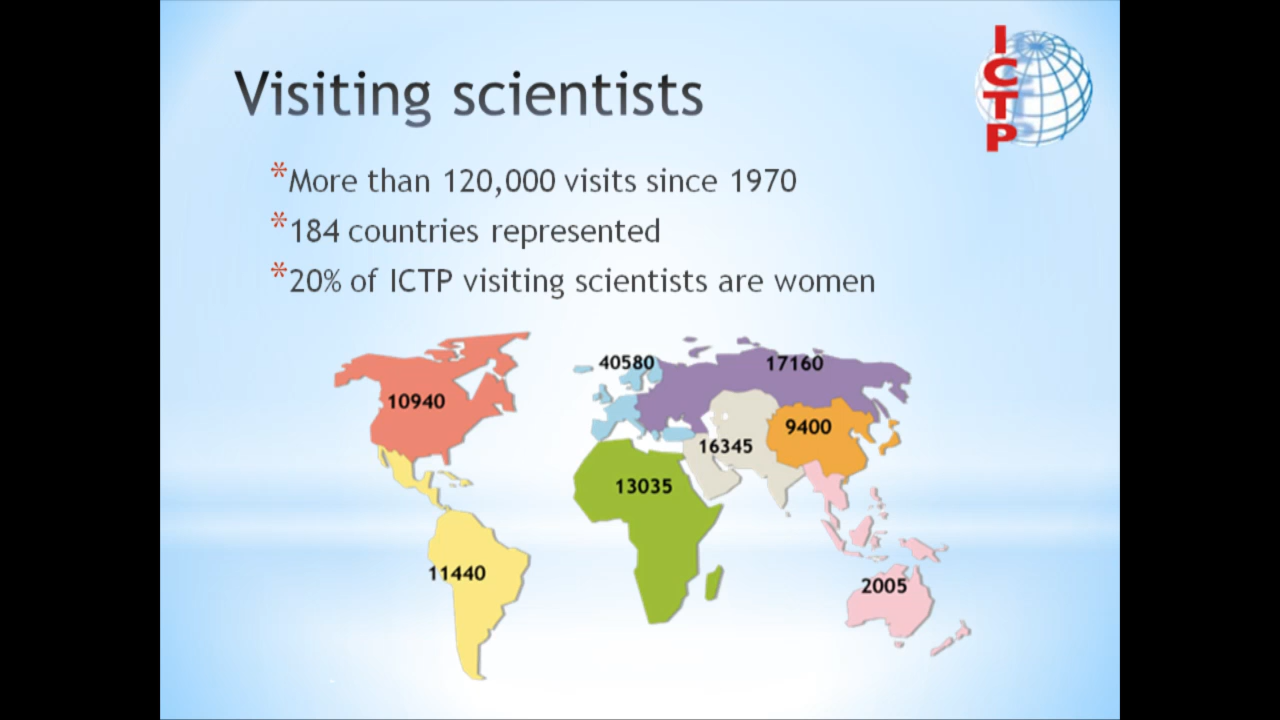 Visiting scientists
ICTP
*More than 120,000 visits since 1970
*184 countries represented
*20% of ICTP visiting scientists are women
40580
17160
10940
9400
16345
13035
11440
2005